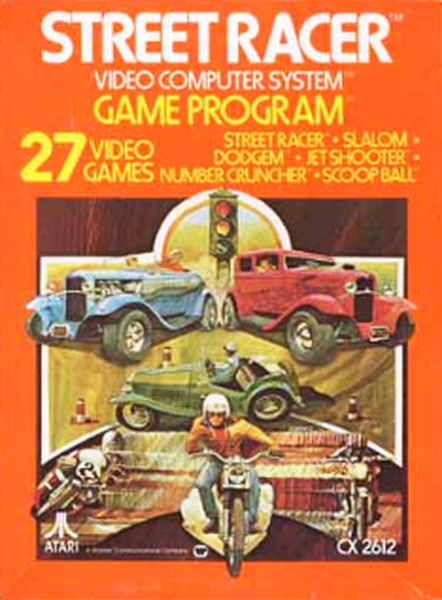 STREET RACER™
VIDEO COMPUTER SYSTEM™
GAME PROGRAM™
27 VIDEO GAMES
STREET RACER™ • SLALOM •
DODGEM™ • JET SHOOTER™ •
NUMBER CRUNCHER™ • SCOOP BALL™
ATARI
A Warner Communications Company
CX 2612